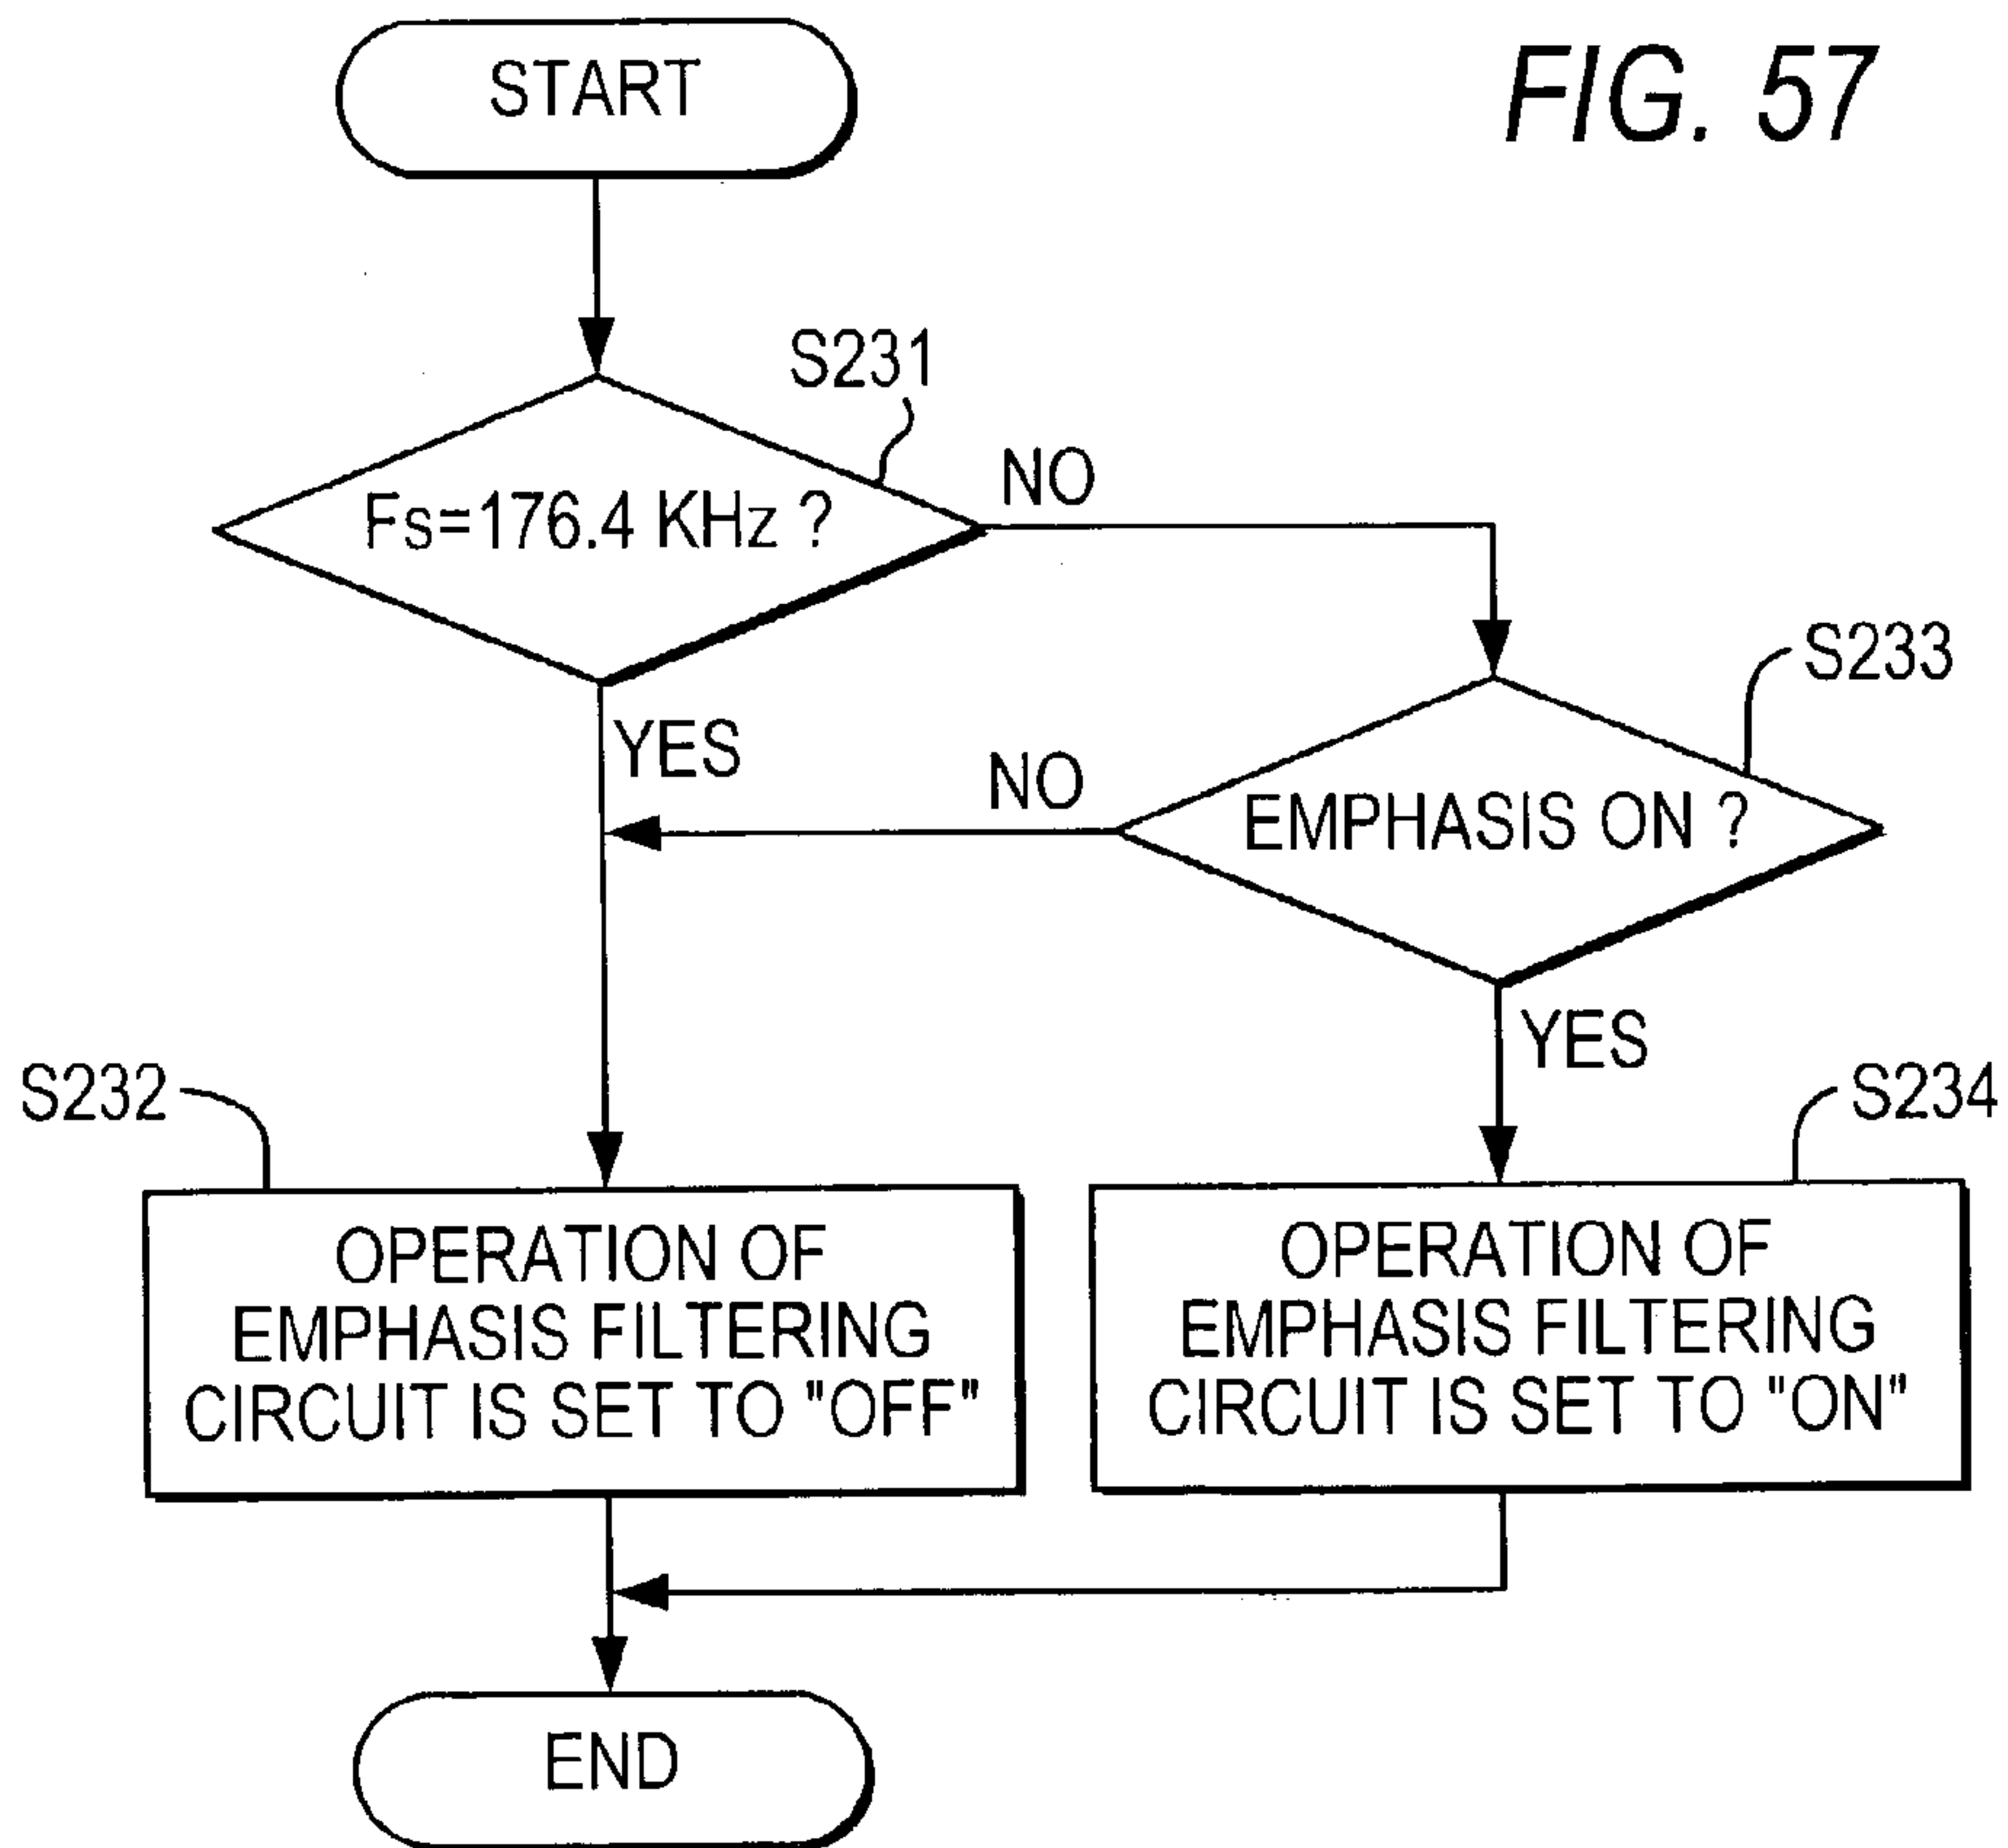 FIG. 57
START
S231
Fs=176.4 KHz ?
NO
YES
S233
EMPHASIS ON ?
NO
YES
S232
OPERATION OF
EMPHASIS FILTERING
CIRCUIT IS SET TO "OFF"
S234
OPERATION OF
EMPHASIS FILTERING
CIRCUIT IS SET TO "ON"
END